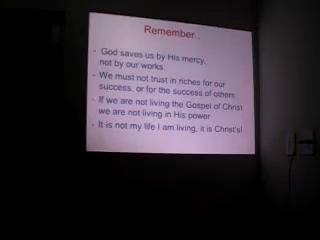 Remember..
- God saves us by His mercy,
not by our works.
- We must not trust in riches for our
success, or for the success of others
- If we are not living the Gospel of Christ
we are not living in His power
- It is not my life I am living, it is Christ's!